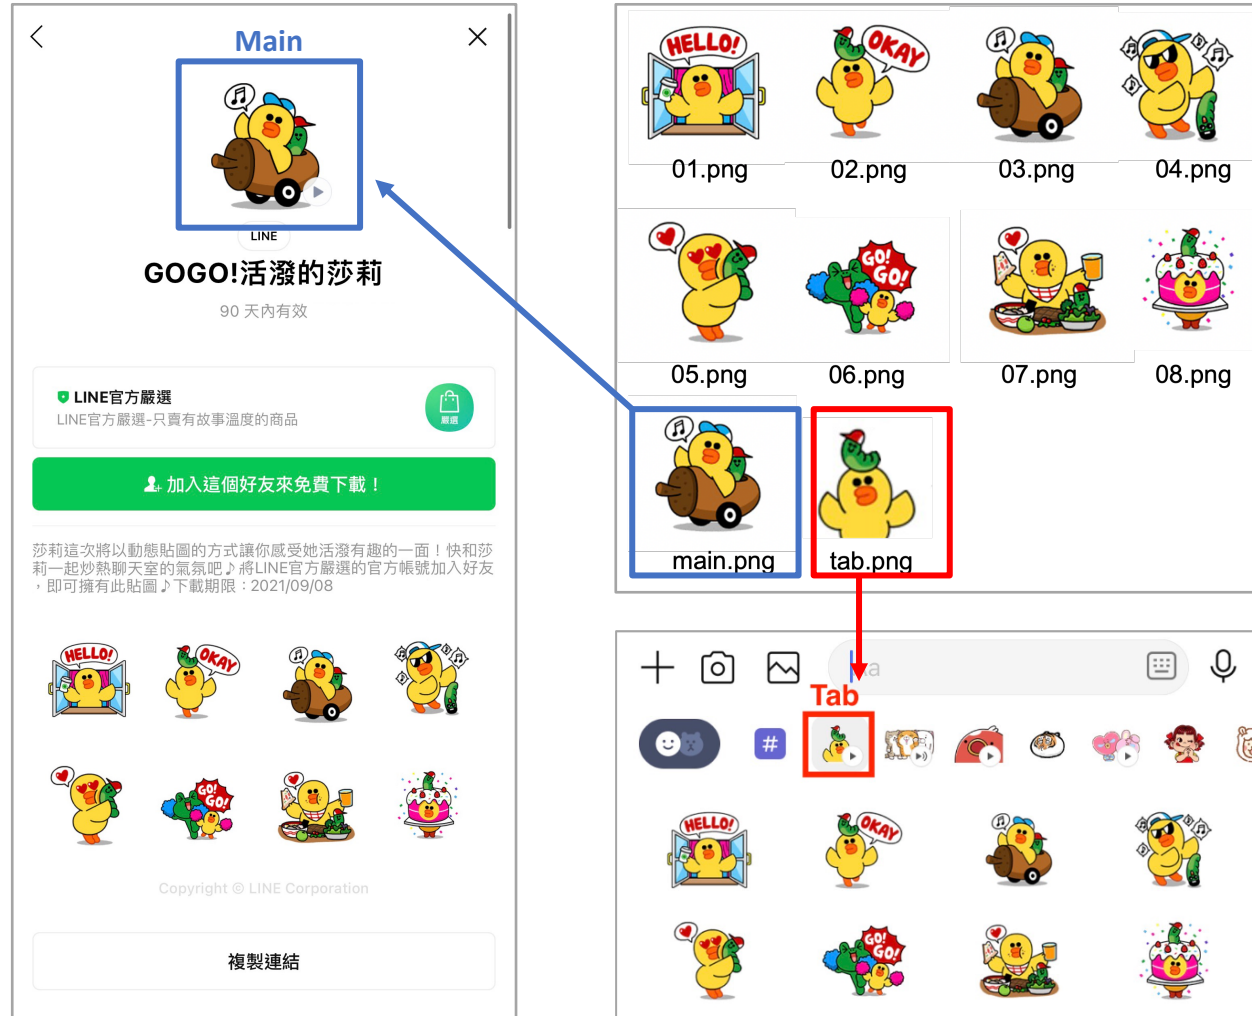 Main
LINE
GOGO!活潑的莎莉
90 天內有效
LINE官方嚴選
LINE官方嚴選-只賣有故事溫度的商品
嚴選
加入這個好友來免費下載！
莎莉這次將以動態貼圖的方式讓你感受她活潑有趣的一面！快和莎
莉一起炒熱聊天室的氣氛吧♪將LINE官方嚴選的官方帳號加入好友
，即可擁有此貼圖♪下載期限：2021/09/08
HELLO!
OKAY
GO!
GO!
Copyright © LINE Corporation
複製連結
HELLO!
OKAY
01.png
02.png
03.png
04.png
GO!
GO!
05.png
06.png
07.png
08.png
main.png
tab.png
Aa
Tab
#
HELLO!
OKAY
GO!
GO!